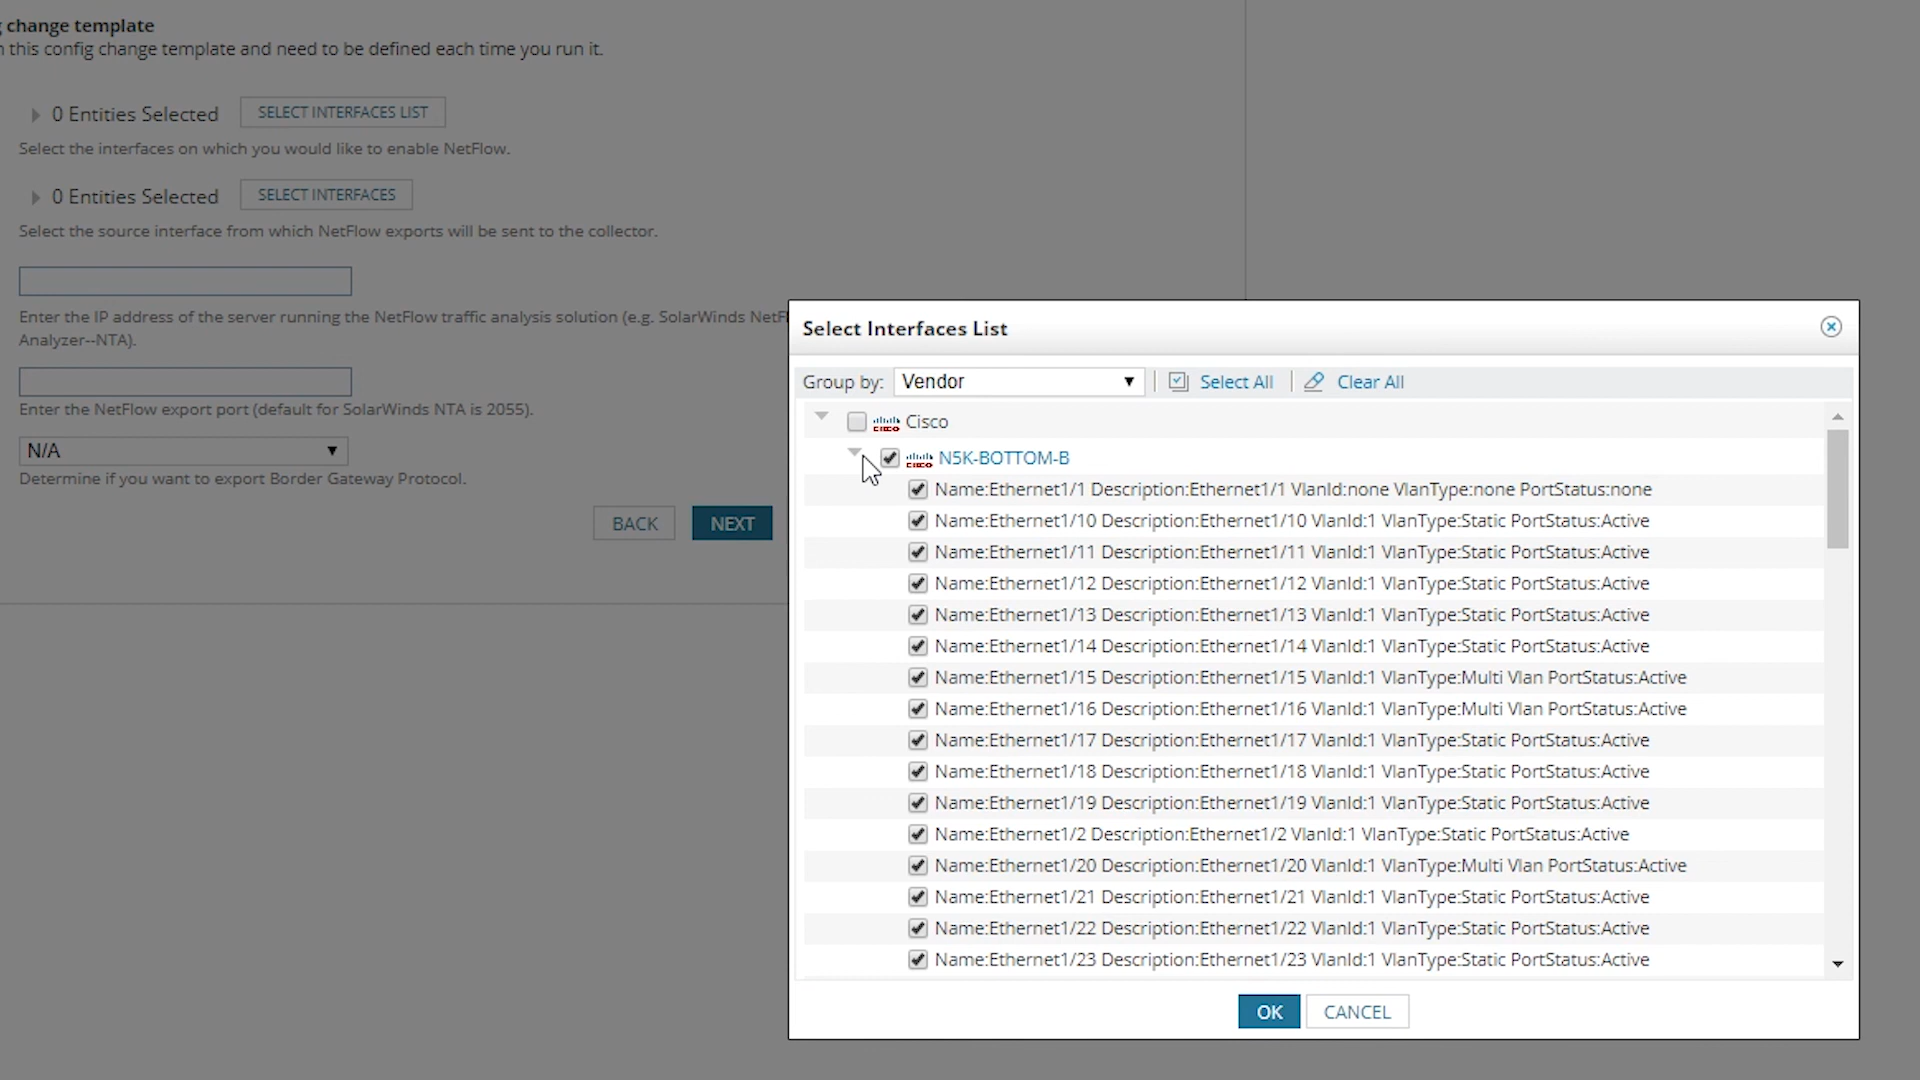 change template
this config change template and need to be defined each time you run it.
0 Entities Selected
SELECT INTERFACES LIST
Select the interfaces on which you would like to enable NetFlow.
0 Entities Selected
SELECT INTERFACES
Select the source interface from which NetFlow exports will be sent to the collector.
Enter the IP address of the server running the NetFlow traffic analysis solution (e.g. SolarWinds NetF
Analyzer--NTA).
Enter the NetFlow export port (default for SolarWinds NTA is 2055).
N/A
Determine if you want to export Border Gateway Protocol.
BACK
NEXT
Select Interfaces List
Group by:
Vendor
Select All
Clear All
CISCO Cisco
CISCO N5K-BOTTOM-B
Name:Ethernet1/1 Description:Ethernet1/1 VlanId:none VlanType:none PortStatus:none
Name:Ethernet1/10 Description:Ethernet1/10 VlanId:1 VlanType:Static PortStatus:Active
Name:Ethernet1/11 Description:Ethernet1/11 VlanId:1 VlanType:Static PortStatus:Active
Name:Ethernet1/12 Description:Ethernet1/12 VlanId:1 VlanType:Static PortStatus:Active
Name:Ethernet1/13 Description:Ethernet1/13 VlanId:1 VlanType:Static PortStatus:Active
Name:Ethernet1/14 Description:Ethernet1/14 VlanId:1 VlanType:Static PortStatus:Active
Name:Ethernet1/15 Description:Ethernet1/15 VlanId:1 VlanType:Multi Vlan PortStatus:Active
Name:Ethernet1/16 Description:Ethernet1/16 VlanId:1 VlanType:Multi Vlan PortStatus:Active
Name:Ethernet1/17 Description:Ethernet1/17 VlanId:1 VlanType:Static PortStatus:Active
Name:Ethernet1/18 Description:Ethernet1/18 VlanId:1 VlanType:Static PortStatus:Active
Name:Ethernet1/19 Description:Ethernet1/19 VlanId:1 VlanType:Static PortStatus:Active
Name:Ethernet1/2 Description:Ethernet1/2 VlanId:1 VlanType:Static PortStatus:Active
Name:Ethernet1/20 Description:Ethernet1/20 VlanId:1 VlanType:Multi Vlan PortStatus:Active
Name:Ethernet1/21 Description:Ethernet1/21 VlanId:1 VlanType:Static PortStatus:Active
Name:Ethernet1/22 Description:Ethernet1/22 VlanId:1 VlanType:Static PortStatus:Active
Name:Ethernet1/23 Description:Ethernet1/23 VlanId:1 VlanType:Static PortStatus:Active
OK
CANCEL